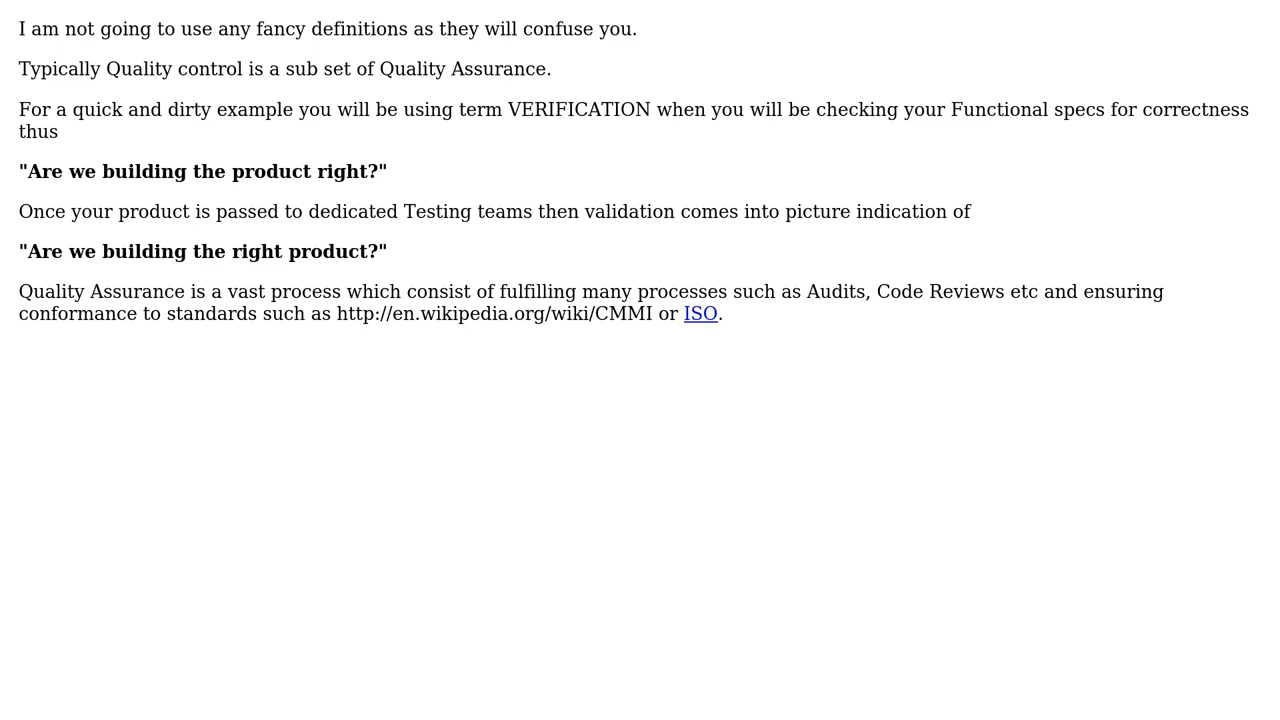 I am not going to use any fancy definitions as they will confuse you.
Typically Quality control is a sub set of Quality Assurance.
For a quick and dirty example you will be using term VERIFICATION when you will be checking your Functional specs for correctness
thus
"Are we building the product right?"
Once your product is passed to dedicated Testing teams then validation comes into picture indication of
"Are we building the right product?"
Quality Assurance is a vast process which consist of fulfilling many processes such as Audits, Code Reviews etc and ensuring
conformance to standards such as http://en.wikipedia.org/wiki/CMMI or ISO.